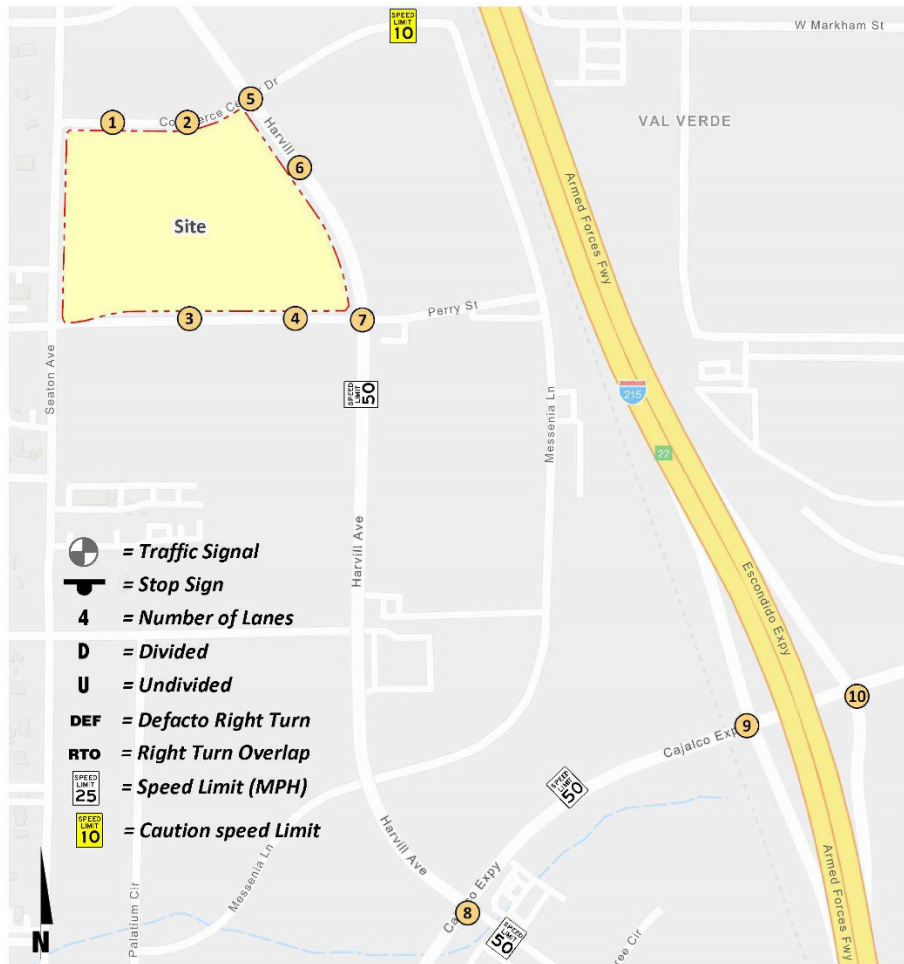 SPEED
LIMIT
10
W Markham St
5
Commerce Center Dr
1
2
VAL VERDE
Harvill
6
Armed Forces Fwy
Site
3
4
7
Perry St
Seaton Ave
SPEED
LIMIT
50
215
22
Messenia Ln
Harvill Ave
Escondido Expy
= Traffic Signal
= Stop Sign
4 = Number of Lanes
D = Divided
U = Undivided
DEF = Defacto Right Turn
RTO = Right Turn Overlap
SPEED
LIMIT
25
= Speed Limit (MPH)
SPEED
LIMIT
10
= Caution speed Limit
10
9
Cajalco Expy
SPEED
LIMIT
50
Harvill Ave
Messenia Ln
Palatium Cir
Cajalco Expy
8
SPEED
LIMIT
50
ree Cir
Armed Forces Fwy
N